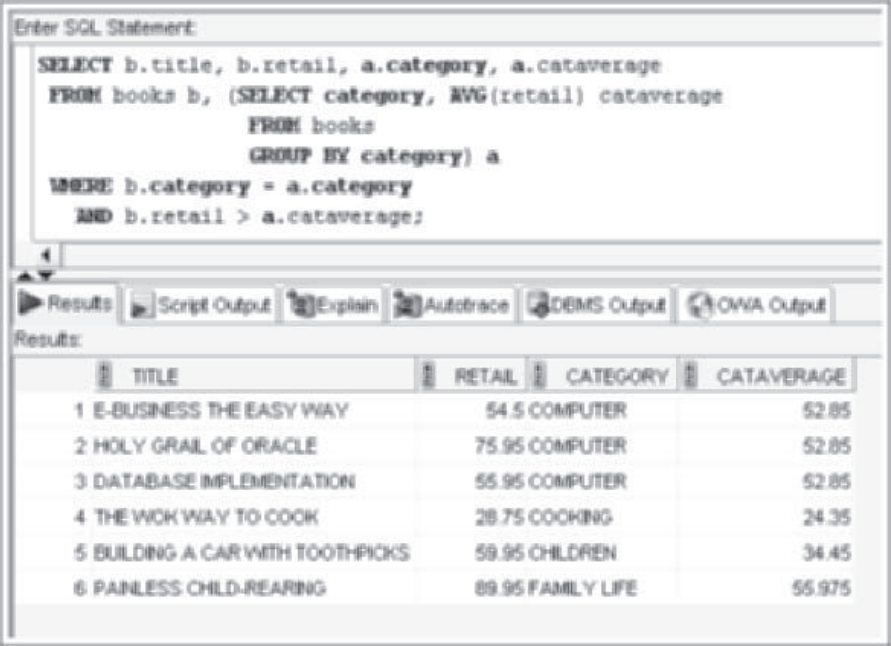 Enter SQL Statement:
SELECT b.title, b.retail, a.category, a.cataverage
FROM books b, (SELECT category, AVG(retail) cataverage
FROM books
GROUP BY category) a
WHERE b.category = a.category
AND b.retail > a.cataverage;
Results Script Output Explain Autotrace DBMS Output OWA Output
Results:
TITLE RETAIL CATEGORY CATAVERAGE
1 E-BUSINESS THE EASY WAY 54.5 COMPUTER 52.85
2 HOLY GRAIL OF ORACLE 75.95 COMPUTER 52.85
3 DATABASE IMPLEMENTATION 55.95 COMPUTER 52.85
4 THE WOK WAY TO COOK 28.75 COOKING 24.35
5 BUILDING A CAR WITH TOOTHPICKS 59.95 CHILDREN 34.45
6 PAINLESS CHILD-REARING 89.95 FAMILY LIFE 55.975